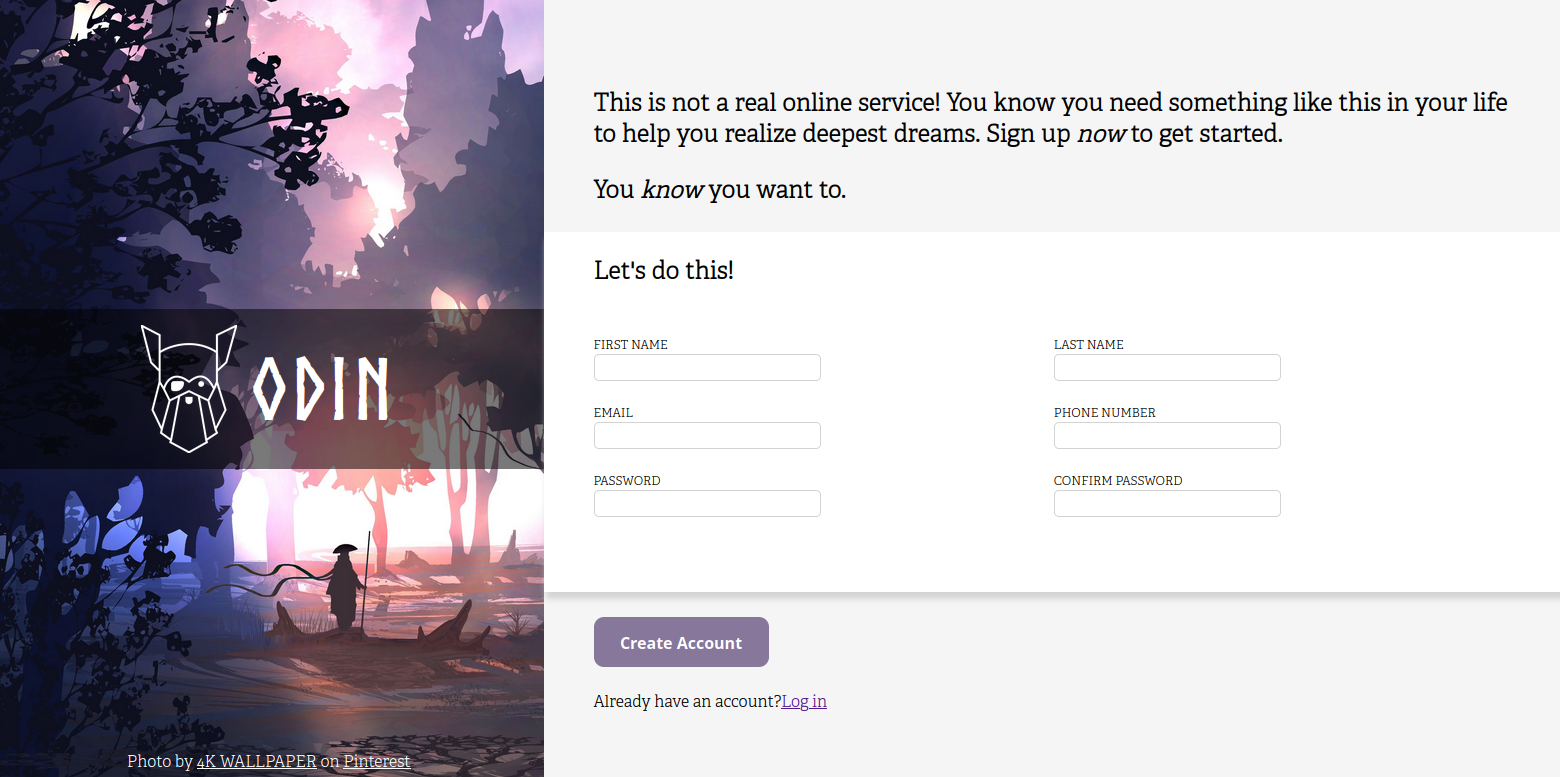 This is not a real online service! You know you need something like this in your life
to help you realize deepest dreams. Sign up now to get started.
You know you want to.
Let's do this!
FIRST NAME
LAST NAME
EMAIL
PHONE NUMBER
PASSWORD
CONFIRM PASSWORD
Create Account
Already have an account?Log in
ODIN
Photo by 4K WALLPAPER on Pinterest